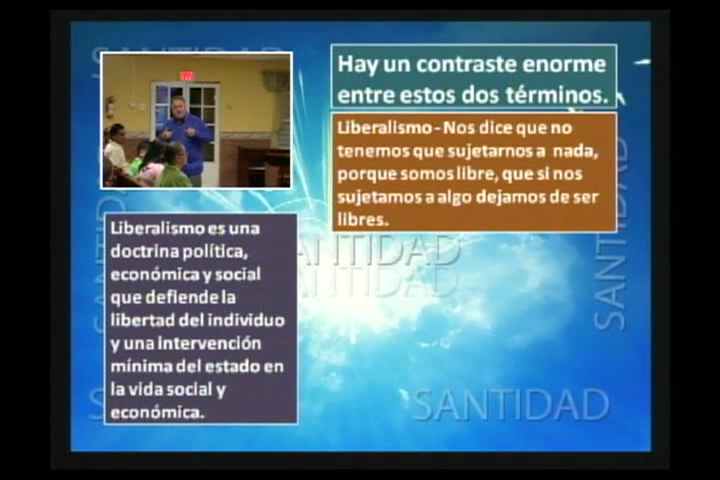 SANTIDAD
Hay un contraste enorme
entre estos dos términos.
Liberalismo - Nos dice que no
tenemos que sujetarnos a nada,
porque somos libre, que si nos
sujetamos a algo dejamos de ser
libres.
Liberalismo es una
doctrina política,
económica y social
que defiende la
libertad del individuo
y una intervención
mínima del estado en
la vida social y
económica.
ANTIDAD
ANTIDAD
SANTIDAD
SANTIDAD